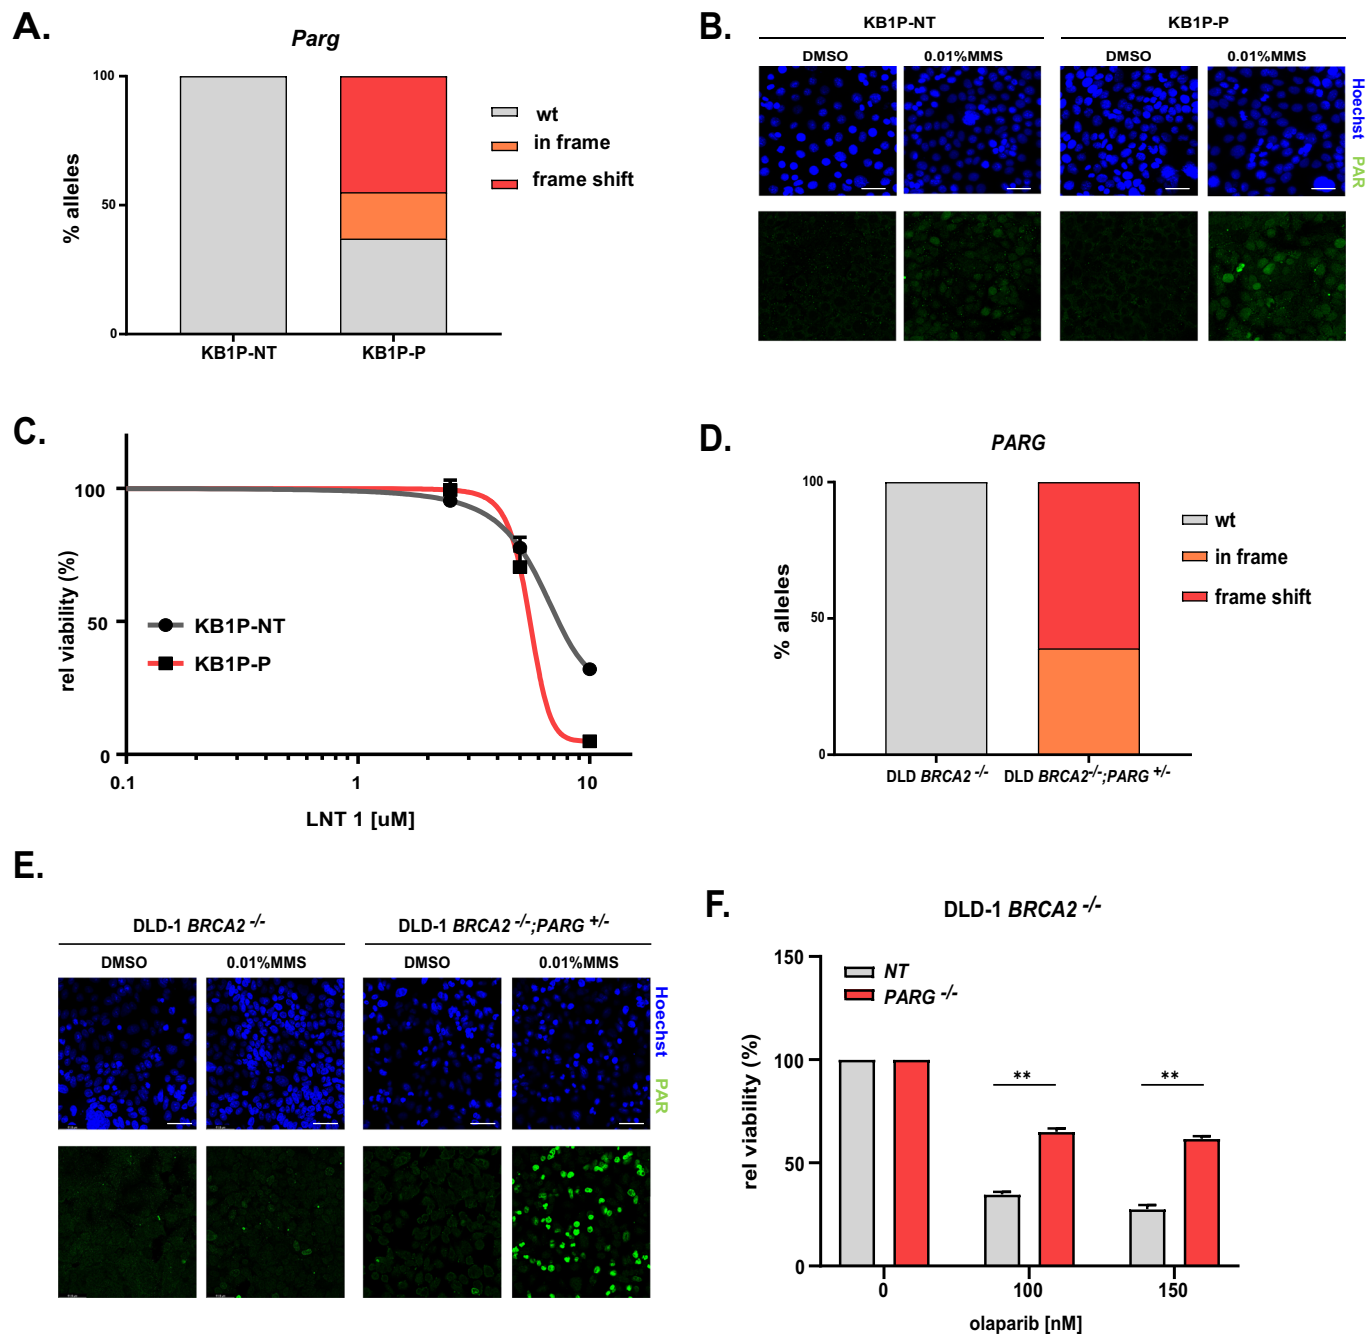 A.
Parg
100
50
0
% alleles
KB1P-NT
KB1P-P
wt
in frame
frame shift
B.
KB1P-NT
KB1P-P
DMSO
0.01%MMS
DMSO
0.01%MMS
Hoechst
PAR
C.
100
50
0
rel viability (%)
KB1P-NT
KB1P-P
0.1
1
10
LNT 1 [uM]
D.
PARG
100
50
0
% alleles
DLD BRCA2 -/-
DLD BRCA2-/-;PARG +/-
wt
in frame
frame shift
E.
DLD-1 BRCA2 -/-
DLD-1 BRCA2 -/-;PARG +/-
DMSO
0.01%MMS
DMSO
0.01%MMS
Hoechst
PAR
F.
DLD-1 BRCA2 -/-
150
100
50
0
rel viability (%)
NT
PARG -/-
**
**
0
100
150
olaparib [nM]